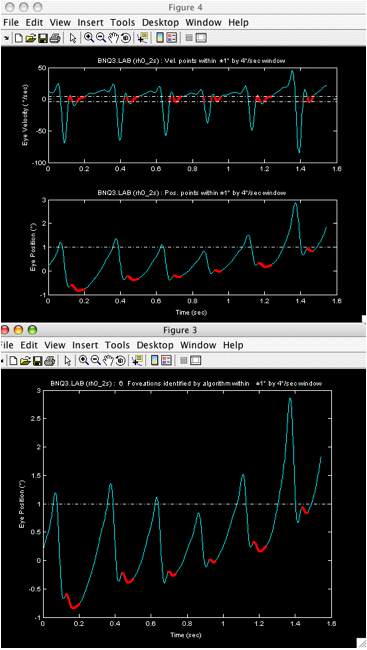 Figure 4
File Edit View Insert Tools Desktop Window Help
BNQ3.LAB (rh0_2s) : Vel. points within ±1° by 4°/sec window
50
0
-50
-100
Eye Velocity (°/sec)
0 0.2 0.4 0.6 0.8 1 1.2 1.4 1.6
BNQ3.LAB (rh0_2s) : Pos. points within ±1° by 4°/sec window
3
2
1
0
-1
Eye Position (°)
0 0.2 0.4 0.6 0.8 1 1.2 1.4 1.6
Time (sec)
Figure 3
File Edit View Insert Tools Desktop Window Help
BNQ3.LAB (rh0_2s) : 6 Foveations identified by algorithm within ±1° by 4°/sec window
3
2.5
2
1.5
1
0.5
0
-0.5
-1
Eye Position (°)
0 0.2 0.4 0.6 0.8 1 1.2 1.4 1.6
Time (sec)